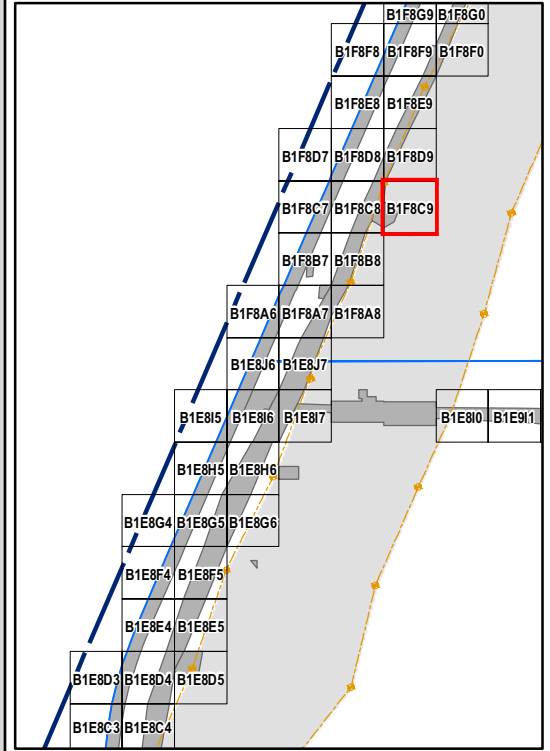 B1F8G9 B1F8G0
B1F8F8 B1F8F9 B1F8F0
B1F8E8 B1F8E9
B1F8D7 B1F8D8 B1F8D9
B1F8C7 B1F8C8 B1F8C9
B1F8B7 B1F8B8
B1F8A6 B1F8A7 B1F8A8
B1E8J6 B1E8J7
B1E8I5 B1E8I6 B1E8I7 B1E8I0 B1E9I1
B1E8H5 B1E8H6
B1E8G4 B1E8G5 B1E8G6
B1E8F4 B1E8F5
B1E8E4 B1E8E5
B1E8D3 B1E8D4 B1E8D5
B1E8C3 B1E8C4